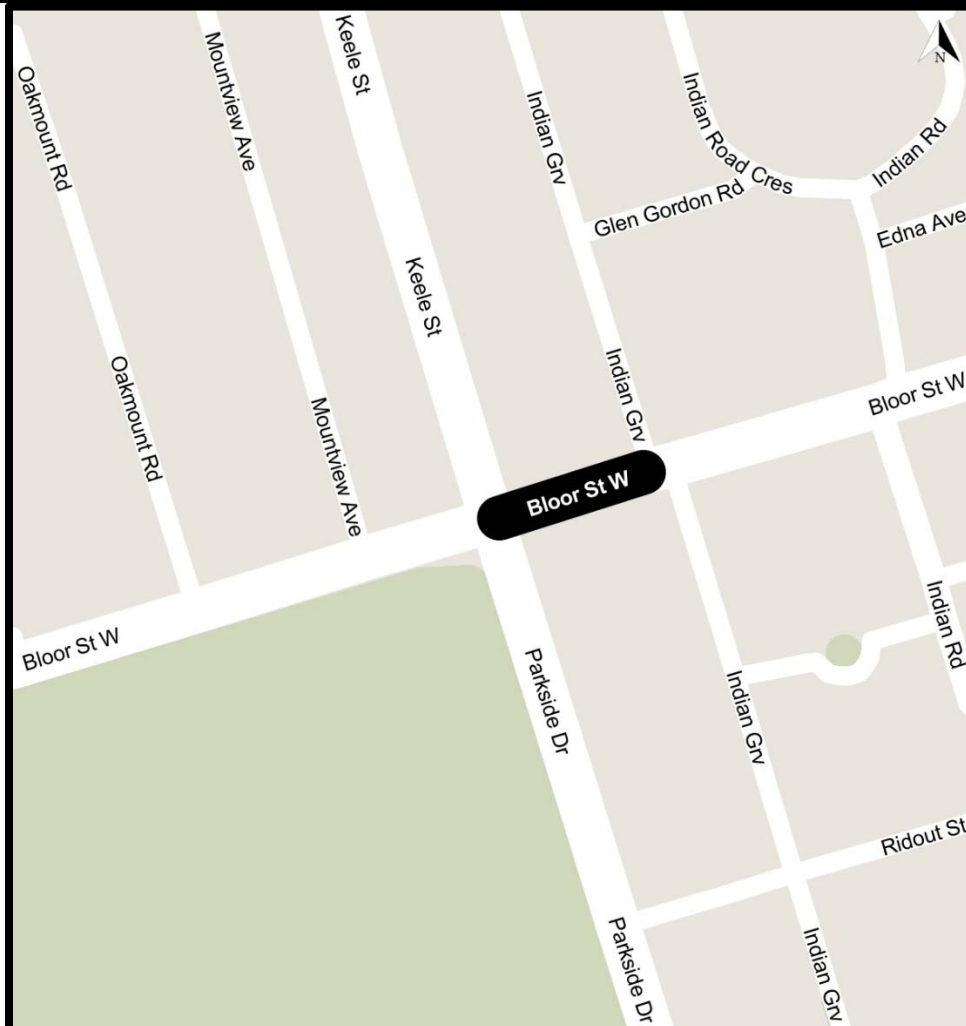 Keele St
Mountview Ave
N
Oakmount Rd
Indian Road Cres
Indian Grv
Indian Rd
Glen Gordon Rd
Edna Ave
Keele St
Indian Grv
Oakmount Rd
Bloor St W
Mountview Ave
Bloor St W
Bloor St W
Indian Rd
Parkside Dr
Indian Grv
Ridout St
Parkside Dr
Indian Grv